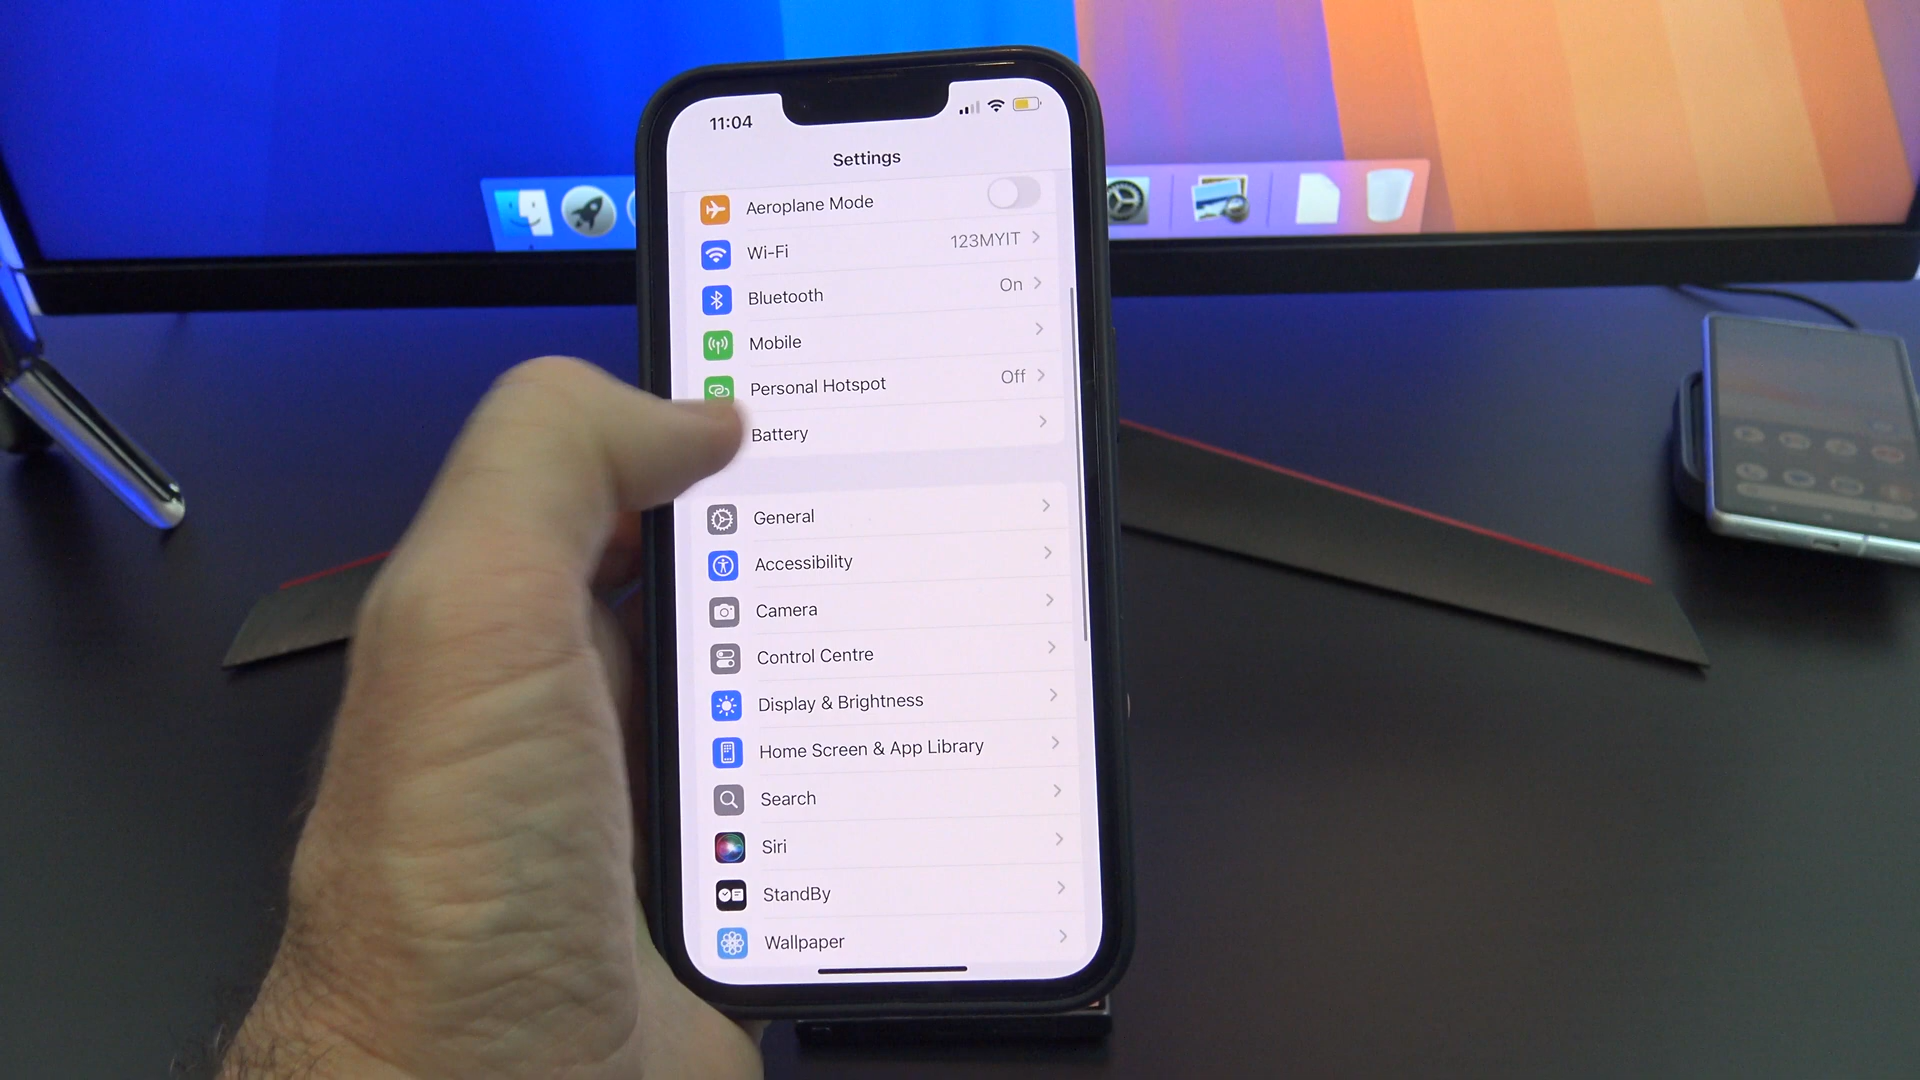 11:04
Settings
Aeroplane Mode
Wi-Fi 123MYIT
Bluetooth On
Mobile
Personal Hotspot Off
Battery
General
Accessibility
Camera
Control Centre
Display & Brightness
Home Screen & App Library
Search
Siri
StandBy
Wallpaper